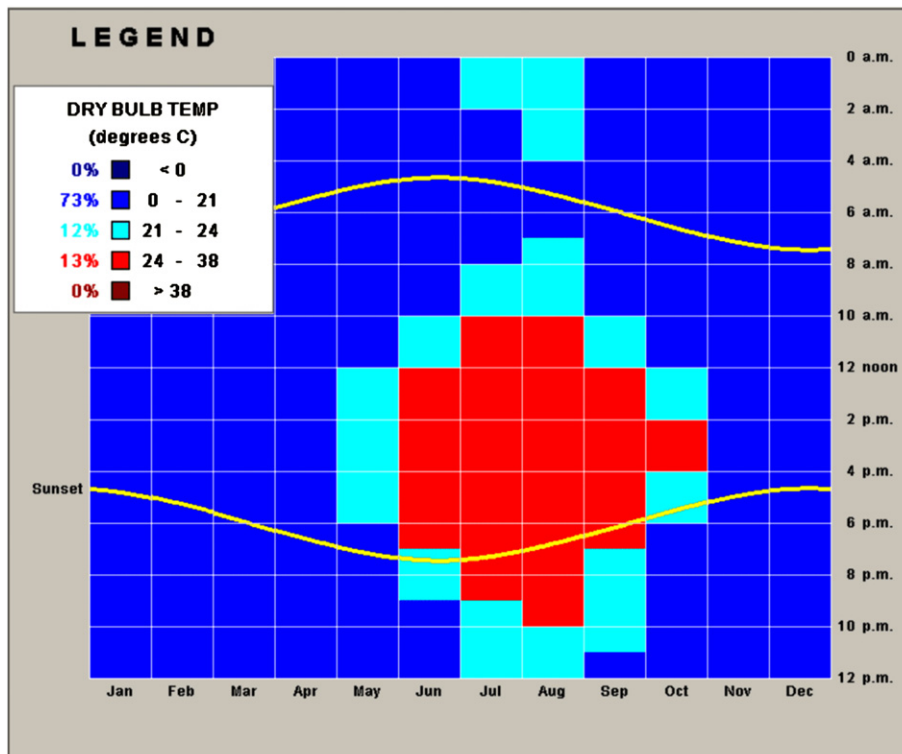 LEGEND
DRY BULB TEMP
(degrees C)
0% < 0
73% 0 - 21
12% 21 - 24
13% 24 - 38
0% > 38
0 a.m.
2 a.m.
4 a.m.
6 a.m.
8 a.m.
10 a.m.
12 noon
2 p.m.
4 p.m.
Sunset
6 p.m.
8 p.m.
10 p.m.
12 p.m.
Jan Feb Mar Apr May Jun Jul Aug Sep Oct Nov Dec